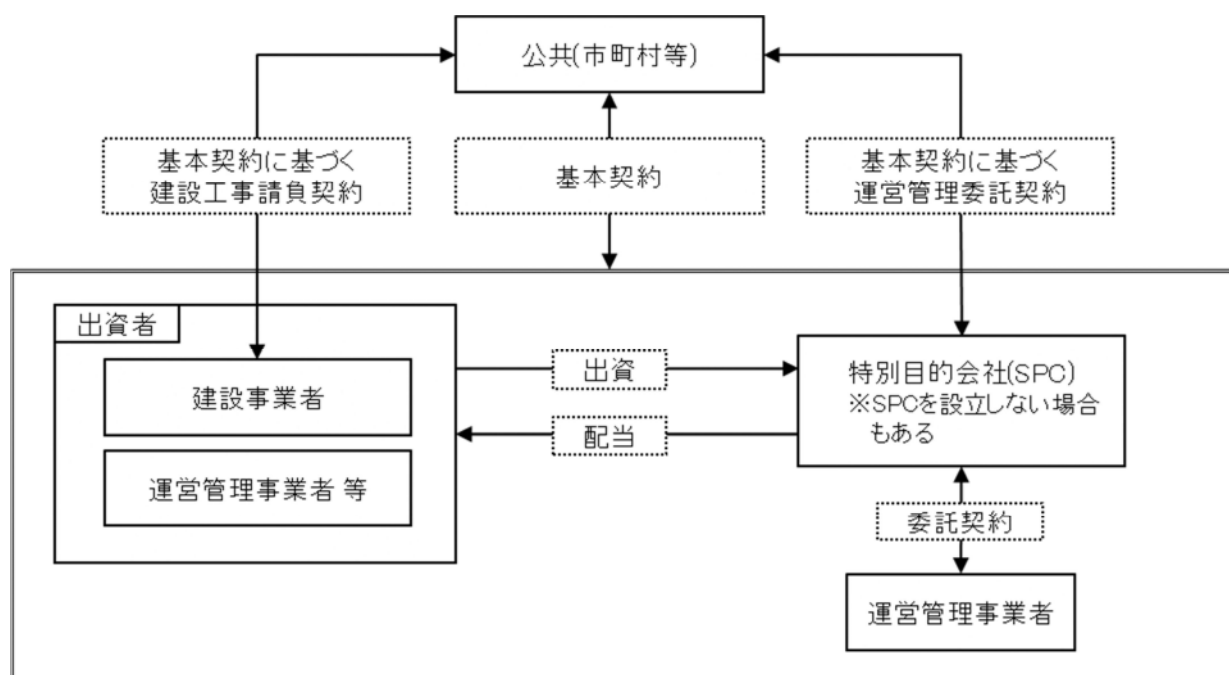 公共(市町村等)
基本契約に基づく
建設工事請負契約
基本契約
基本契約に基づく
運営管理委託契約
出資者
建設事業者
運営管理事業者 等
出資
配当
特別目的会社(SPC)
※SPCを設立しない場合
もある
委託契約
運営管理事業者